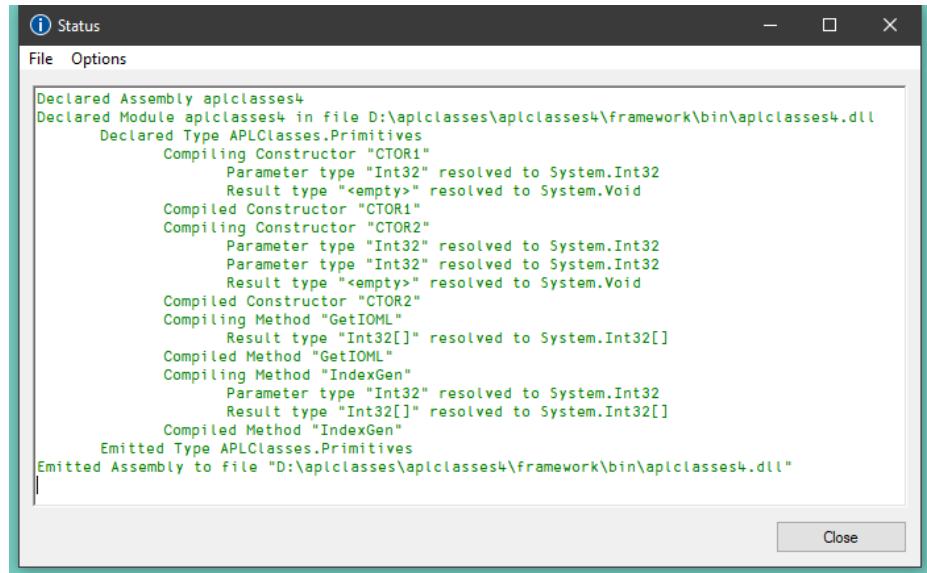 Status
File Options
Declared Assembly aplclasses4
Declared Module aplclasses4 in file D:\aplclasses\aplclasses4\framework\bin\aplclasses4.dll
Declared Type APLClasses.Primitives
Compiling Constructor "CTOR1"
Parameter type "Int32" resolved to System.Int32
Result type "<empty>" resolved to System.Void
Compiled Constructor "CTOR1"
Compiling Constructor "CTOR2"
Parameter type "Int32" resolved to System.Int32
Parameter type "Int32" resolved to System.Int32
Result type "<empty>" resolved to System.Void
Compiled Constructor "CTOR2"
Compiling Method "GetIOML"
Result type "Int32[]" resolved to System.Int32[]
Compiled Method "GetIOML"
Compiling Method "IndexGen"
Parameter type "Int32" resolved to System.Int32
Result type "Int32[]" resolved to System.Int32[]
Compiled Method "IndexGen"
Emitted Type APLClasses.Primitives
Emitted Assembly to file "D:\aplclasses\aplclasses4\framework\bin\aplclasses4.dll"
Close